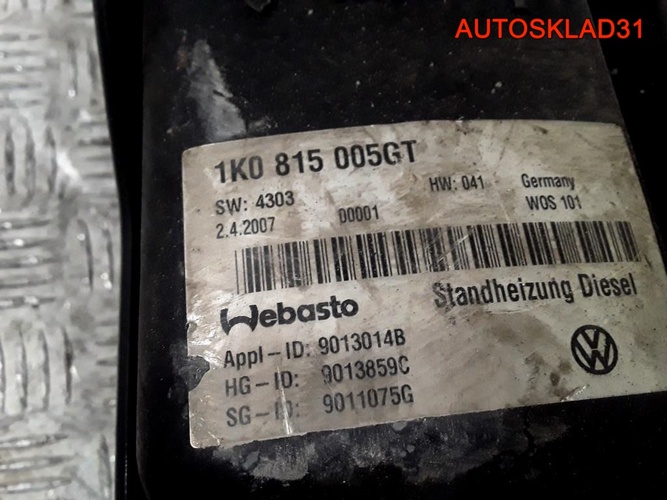 AUTOSKLAD31
1K0 815 005GT
SW: 4303 HW: 041 Germany
2.4.2007 00001 WOS 101
Webasto Standheizung Diesel
Appl-ID: 9013014B
HG-ID: 9013859C
SG-ID: 9011075G